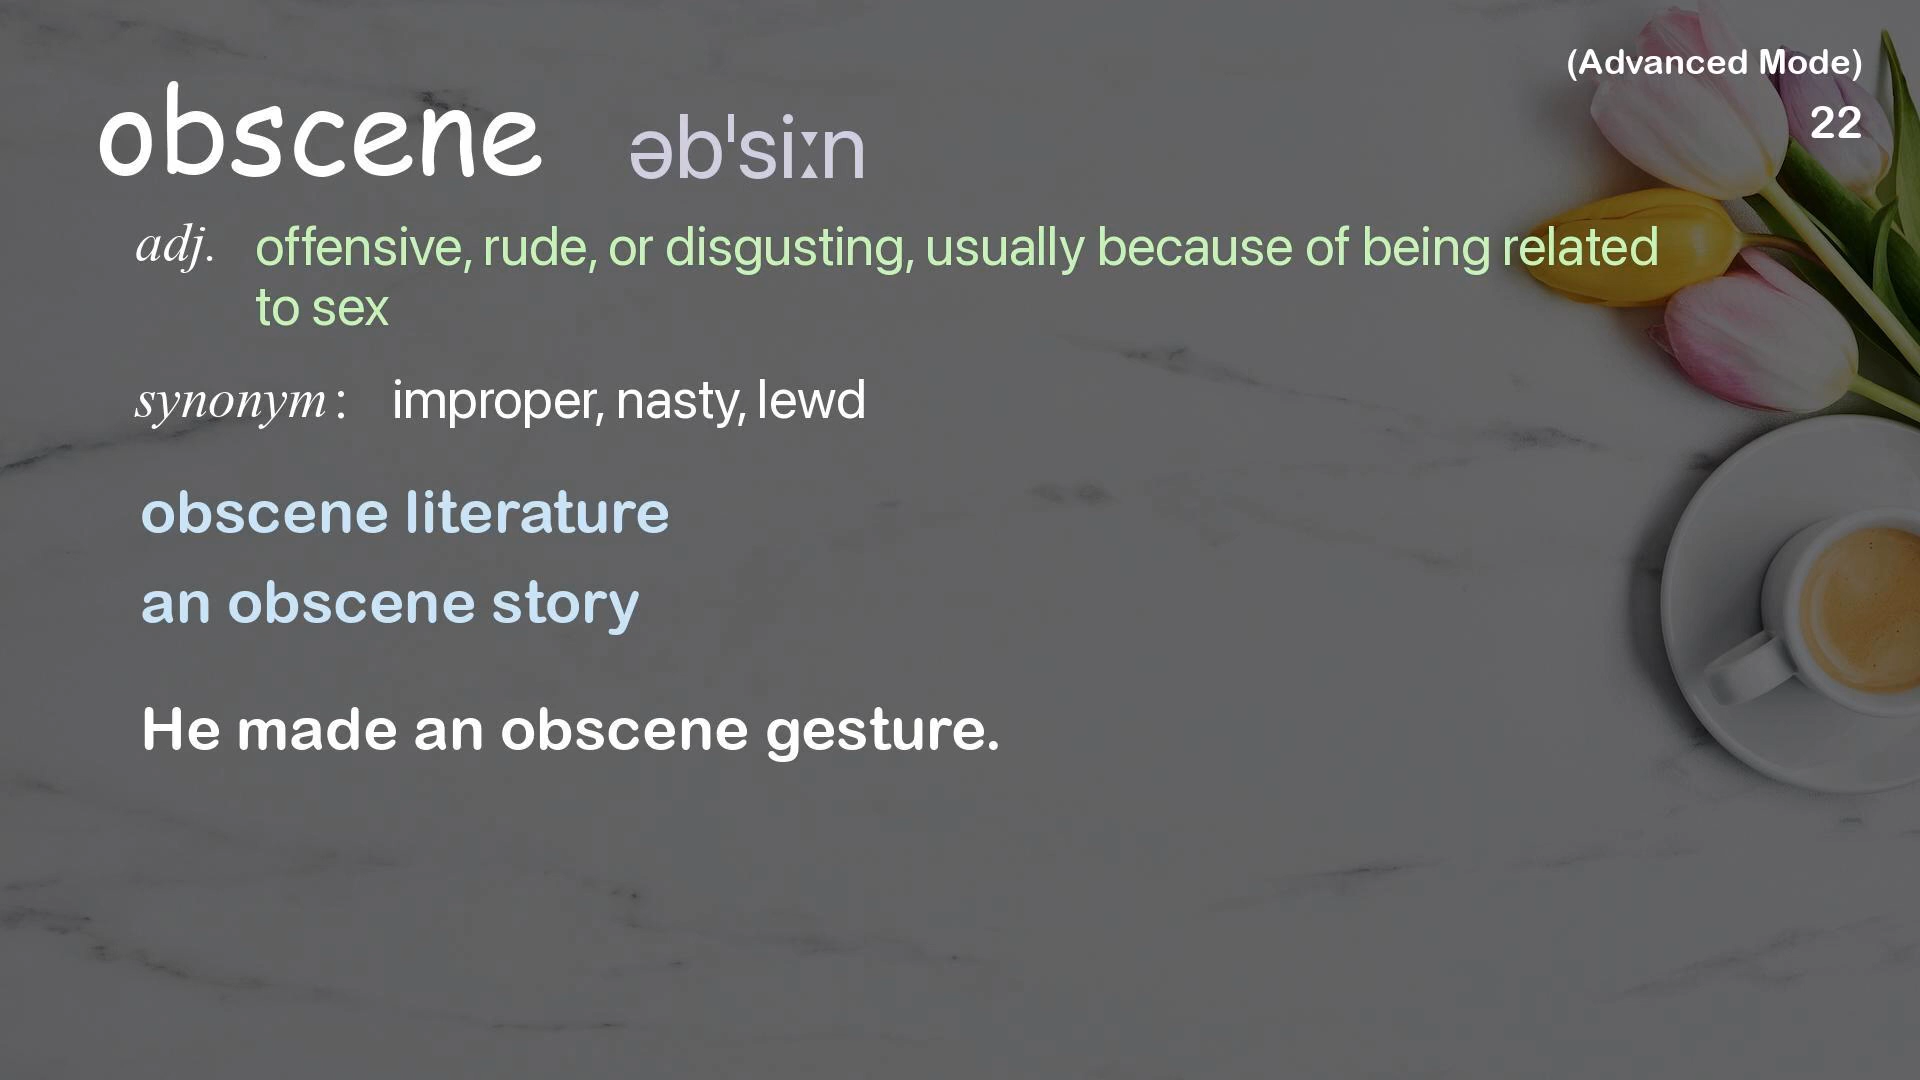 (Advanced Mode)
22
obscene əbˈsiːn
adj. offensive, rude, or disgusting, usually because of being related
to sex
synonym: improper, nasty, lewd
obscene literature
an obscene story
He made an obscene gesture.